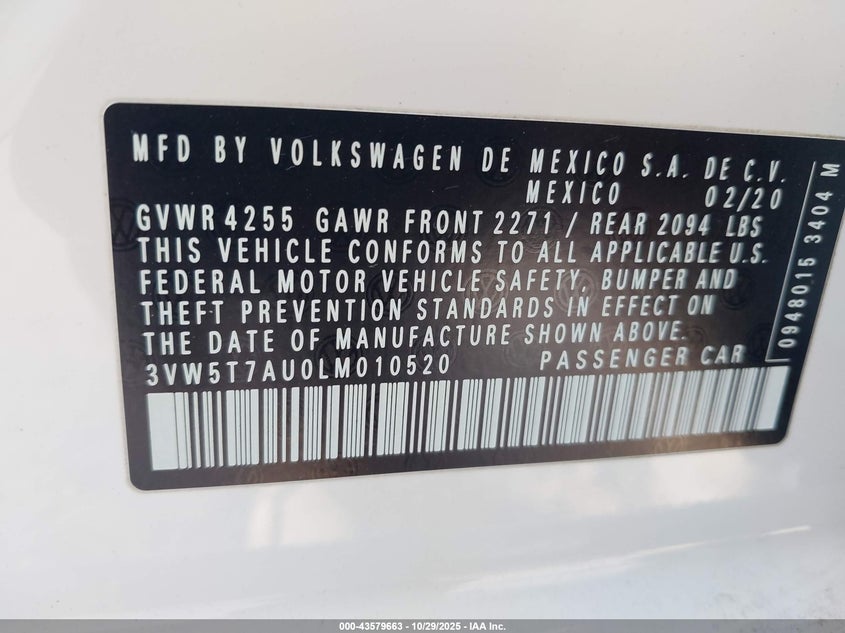 MFD BY VOLKSWAGEN DE MEXICO S.A. DE C.V.
MEXICO 02/20
GVWR 4255 GAWR FRONT 2271 / REAR 2094 LBS
THIS VEHICLE CONFORMS TO ALL APPLICABLE U.S.
FEDERAL MOTOR VEHICLE SAFETY, BUMPER AND
THEFT PREVENTION STANDARDS IN EFFECT ON
THE DATE OF MANUFACTURE SHOWN ABOVE.
3VW5T7AU0LM010520 PASSENGER CAR
0948015 3404 M
000-43579663 | 10/29/2025 - IAA Inc.